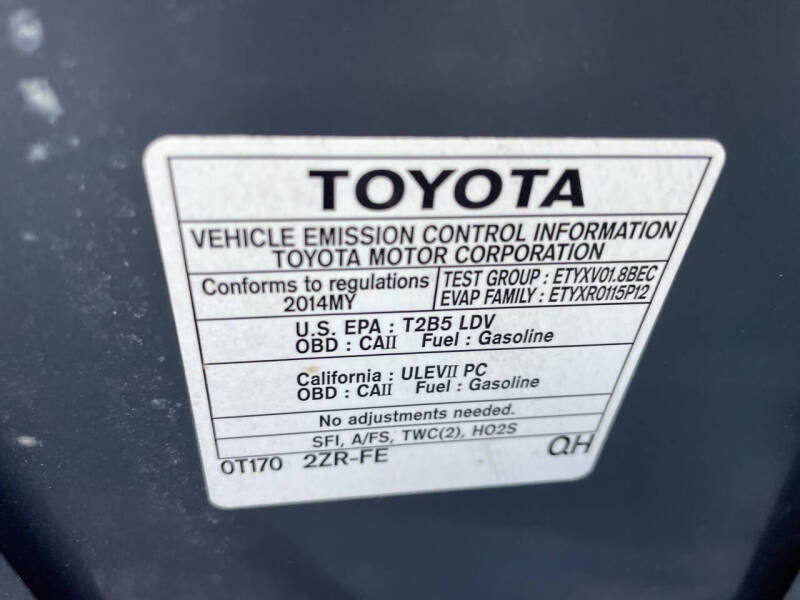 TOYOTA
VEHICLE EMISSION CONTROL INFORMATION
TOYOTA MOTOR CORPORATION
Conforms to regulations
2014MY
TEST GROUP : ETYXV01.8BEC
EVAP FAMILY : ETYXR0115P12
U.S. EPA : T2B5 LDV
OBD : CAII Fuel : Gasoline
California : ULEVII PC
OBD : CAII Fuel : Gasoline
No adjustments needed.
SFI, A/FS, TWC(2), HO2S
0T170 2ZR-FE QH